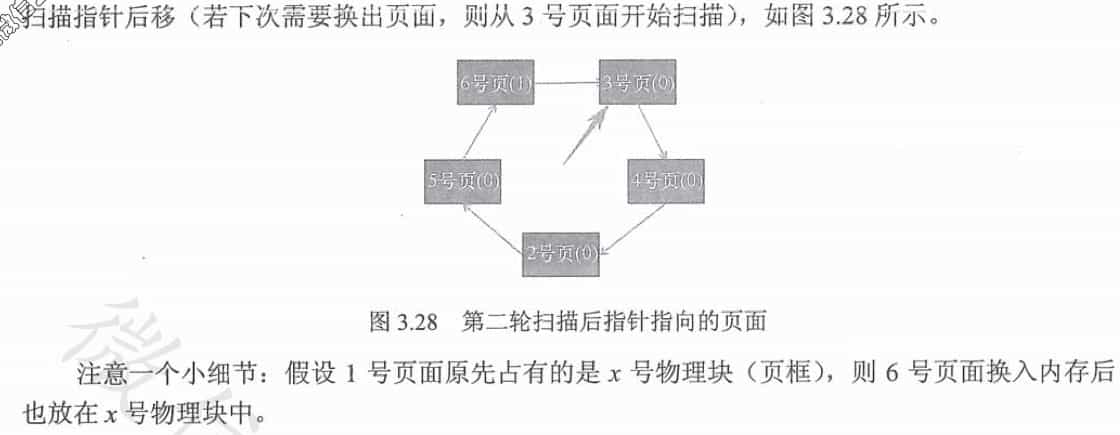 扫描指针后移（若下次需要换出页面，则从 3 号页面开始扫描），如图 3.28 所示。
6号页(1) 3号页(0)
5号页(0) 4号页(0)
2号页(0)
图 3.28 第二轮扫描后指针指向的页面
注意一个小细节：假设 1 号页面原先占有的是 x 号物理块（页框），则 6 号页面换入内存后
也放在 x 号物理块中。